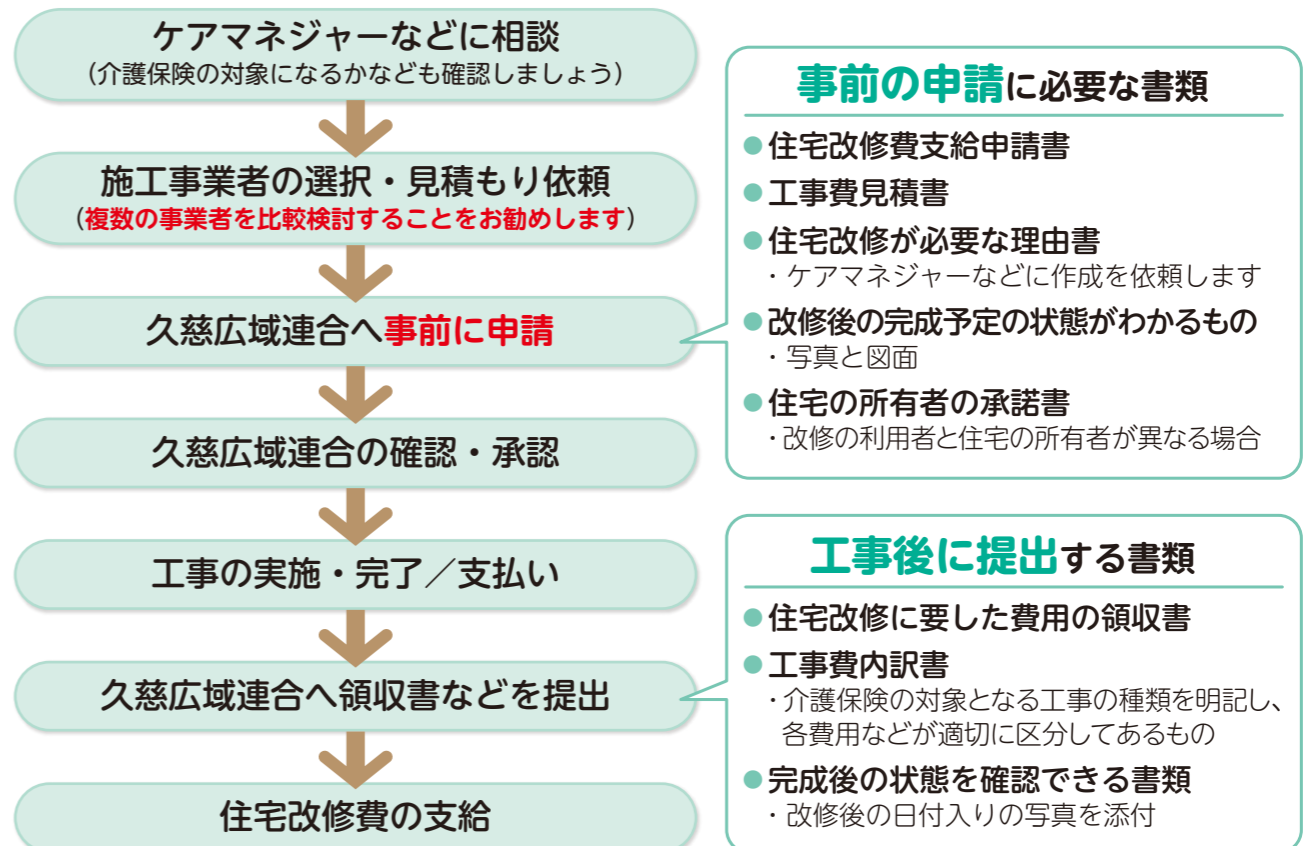 ケアマネジャーなどに相談
（介護保険の対象になるかなども確認しましょう）
施工事業者の選択・見積もり依頼
（複数の事業者を比較検討することをお勧めします）
久慈広域連合へ事前に申請
久慈広域連合の確認・承認
工事の実施・完了／支払い
久慈広域連合へ領収書などを提出
住宅改修費の支給
事前の申請に必要な書類
●住宅改修費支給申請書
●工事費見積書
●住宅改修が必要な理由書
・ケアマネジャーなどに作成を依頼します
●改修後の完成予定の状態がわかるもの
・写真と図面
●住宅の所有者の承諾書
・改修の利用者と住宅の所有者が異なる場合
工事後に提出する書類
●住宅改修に要した費用の領収書
●工事費内訳書
・介護保険の対象となる工事の種類を明記し、
各費用などが適切に区分してあるもの
●完成後の状態を確認できる書類
・改修後の日付入りの写真を添付